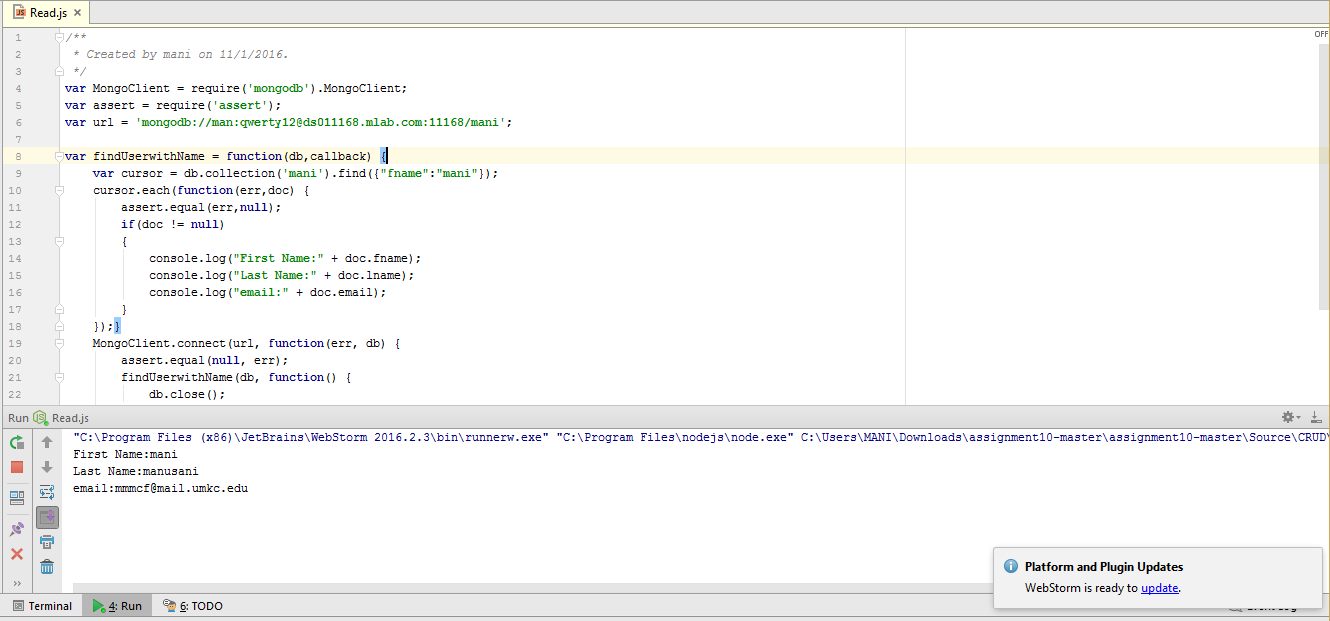 Read.js
OFF
1 /**
2 * Created by mani on 11/1/2016.
3 */
4 var MongoClient = require('mongodb').MongoClient;
5 var assert = require('assert');
6 var url = 'mongodb://man:qwerty12@ds011168.mlab.com:11168/mani';
7
8 var findUserwithName = function(db,callback) {
9 var cursor = db.collection('mani').find({"fname":"mani"});
10 cursor.each(function(err,doc) {
11 assert.equal(err,null);
12 if(doc != null)
13 {
14 console.log("First Name:" + doc.fname);
15 console.log("Last Name:" + doc.lname);
16 console.log("email:" + doc.email);
17 }
18 });}
19 MongoClient.connect(url, function(err, db) {
20 assert.equal(null, err);
21 findUserwithName(db, function() {
22 db.close();
Run Read.js
"C:\Program Files (x86)\JetBrains\WebStorm 2016.2.3\bin\runnerw.exe" "C:\Program Files\nodejs\node.exe" C:\Users\MANI\Downloads\assignment10-master\assignment10-master\Source\CRUD\
First Name:mani
Last Name:manusani
email:mmmcf@mail.umkc.edu
Platform and Plugin Updates
WebStorm is ready to update.
Terminal 4: Run 6: TODO